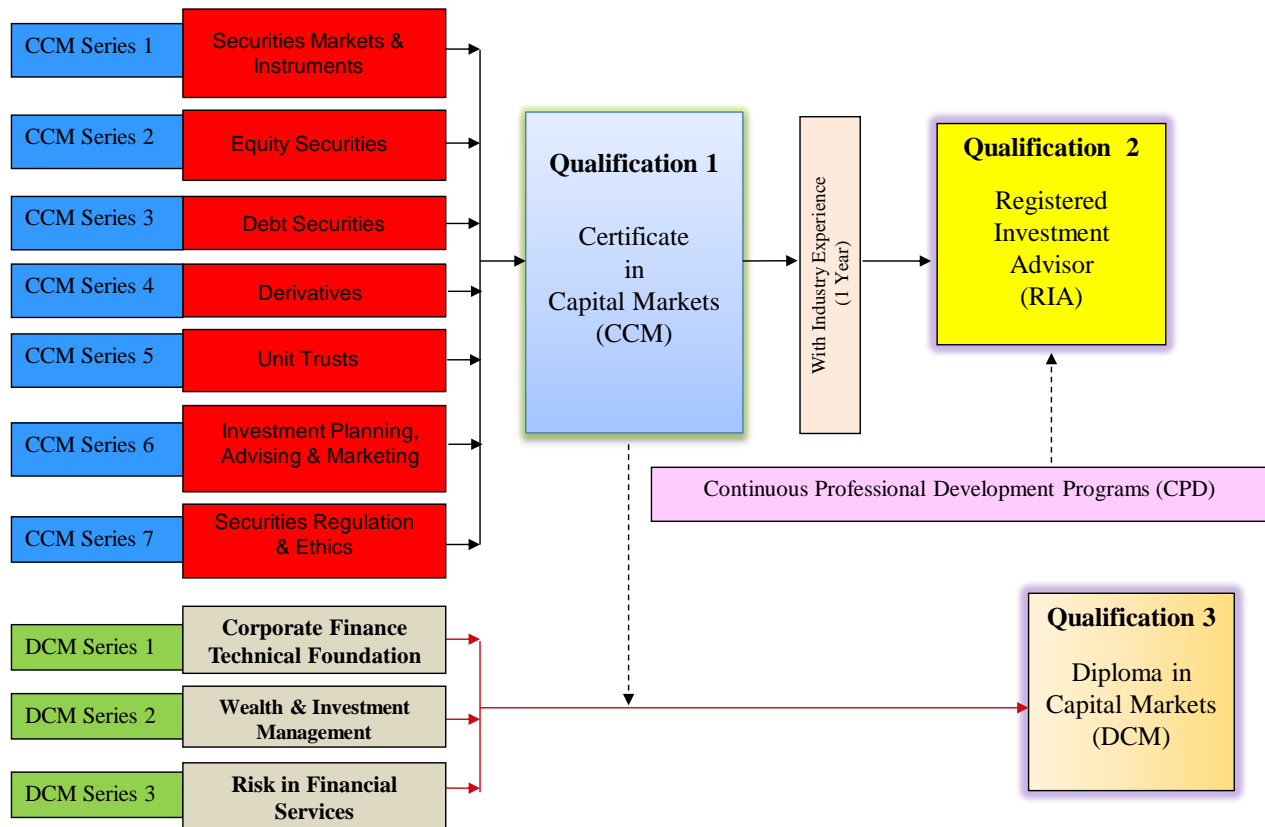 CCM Series 1
Securities Markets &
Instruments
CCM Series 2
Equity Securities
CCM Series 3
Debt Securities
CCM Series 4
Derivatives
CCM Series 5
Unit Trusts
CCM Series 6
Investment Planning,
Advising & Marketing
CCM Series 7
Securities Regulation
& Ethics
Qualification 1
Certificate
in
Capital Markets
(CCM)
With Industry Experience
(1 Year)
Qualification 2
Registered
Investment
Advisor
(RIA)
Continuous Professional Development Programs (CPD)
DCM Series 1
Corporate Finance
Technical Foundation
DCM Series 2
Wealth & Investment
Management
DCM Series 3
Risk in Financial
Services
Qualification 3
Diploma in
Capital Markets
(DCM)